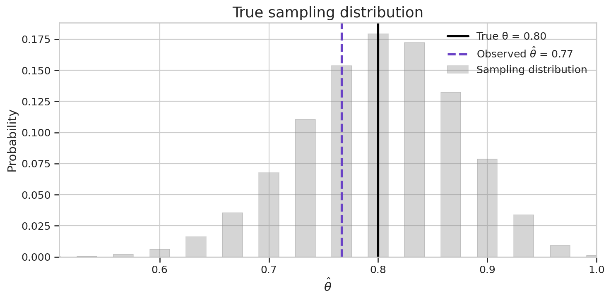 True sampling distribution
True θ = 0.80
Observed θ̂ = 0.77
Sampling distribution
Probability
0.175
0.150
0.125
0.100
0.075
0.050
0.025
0.000
0.6 0.7 0.8 0.9 1.0
θ̂